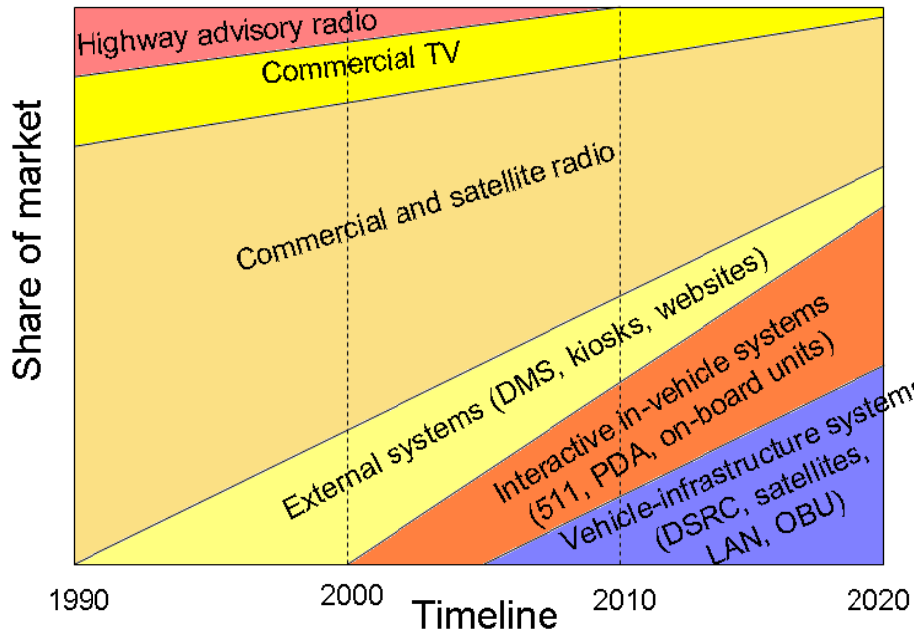 Highway advisory radio
Commercial TV
Commercial and satellite radio
External systems (DMS, kiosks, websites)
Interactive in-vehicle systems
(511, PDA, on-board units)
Vehicle-infrastructure systems
(DSRC, satellites,
LAN, OBU)
Share of market
1990
2000
2010
2020
Timeline